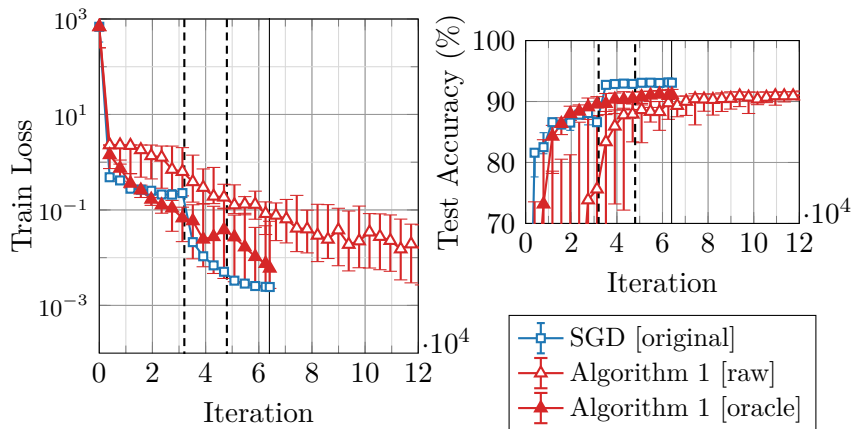 10^3
10^1
10^−1
10^−3
Train Loss
0 2 4 6 8 10 12
·10^4
Iteration
100
90
80
70
Test Accuracy (%)
0 2 4 6 8 10 12
·10^4
Iteration
SGD [original]
Algorithm 1 [raw]
Algorithm 1 [oracle]